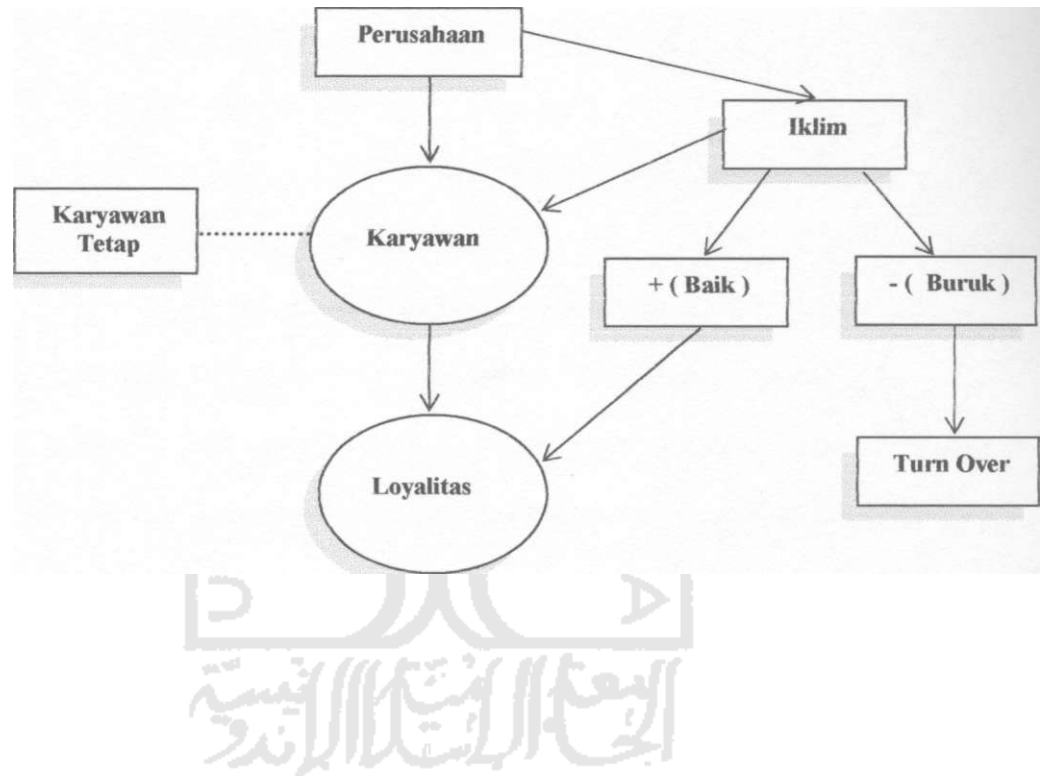 Perusahaan
Iklim
Karyawan
Tetap
Karyawan
+ ( Baik )
- ( Buruk )
Loyalitas
Turn Over